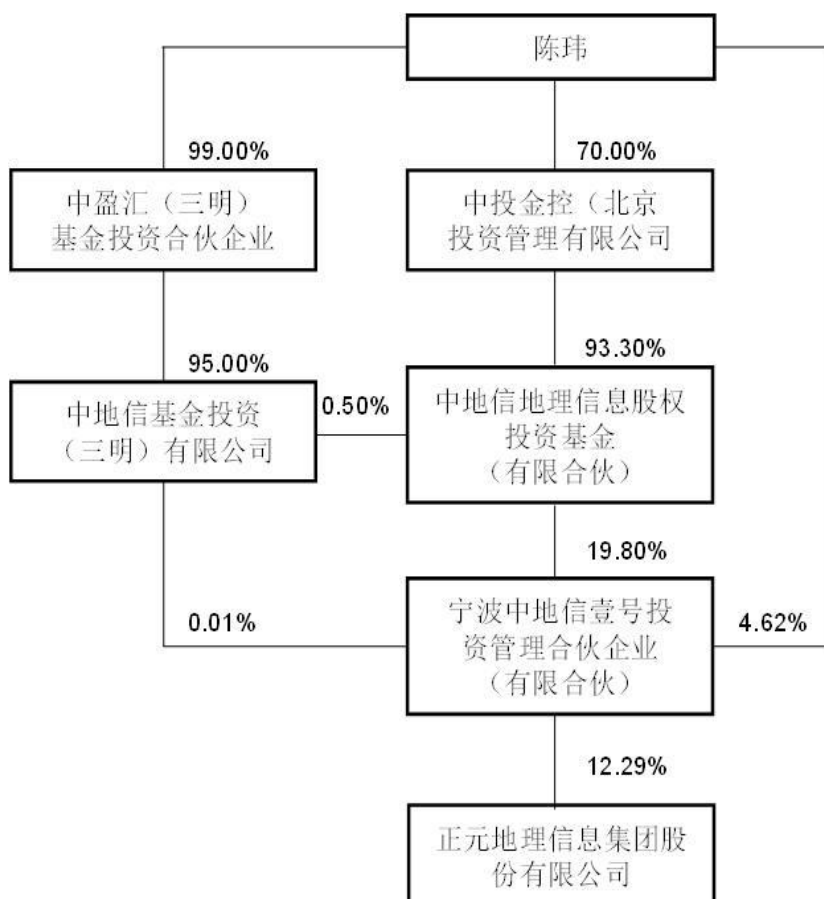 陈玮
99.00%
70.00%
中盈汇（三明）
基金投资合伙企业
中投金控（北京
投资管理有限公司
95.00%
93.30%
中地信基金投资
（三明）有限公司
0.50%
中地信地理信息股权
投资基金
（有限合伙）
19.80%
0.01%
宁波中地信壹号投
资管理合伙企业
（有限合伙）
4.62%
12.29%
正元地理信息集团股
份有限公司